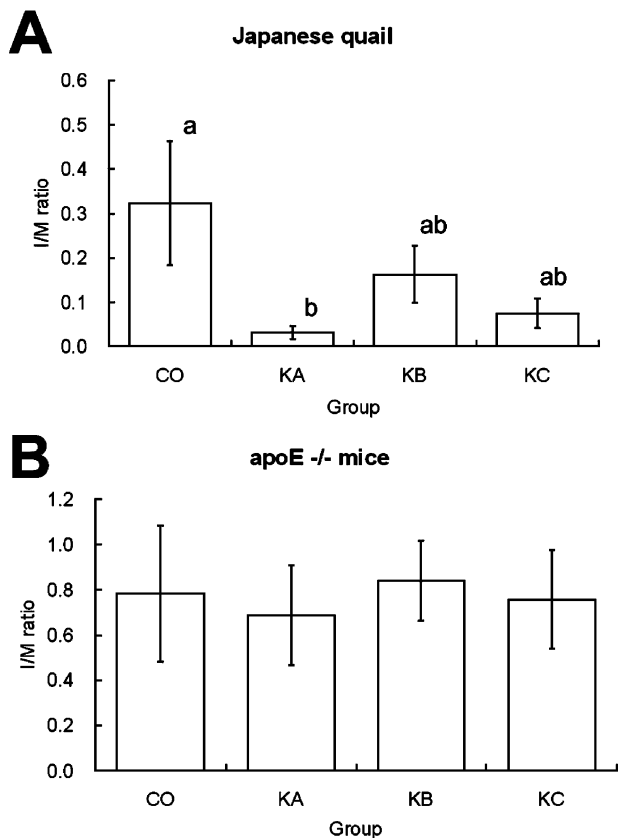 A
Japanese quail
0.6
0.5
0.4
0.3
0.2
0.1
0.0
I/M ratio
a
b
ab
ab
CO KA KB KC
Group
B
apoE -/- mice
1.2
1.0
0.8
0.6
0.4
0.2
0.0
I/M ratio
CO KA KB KC
Group